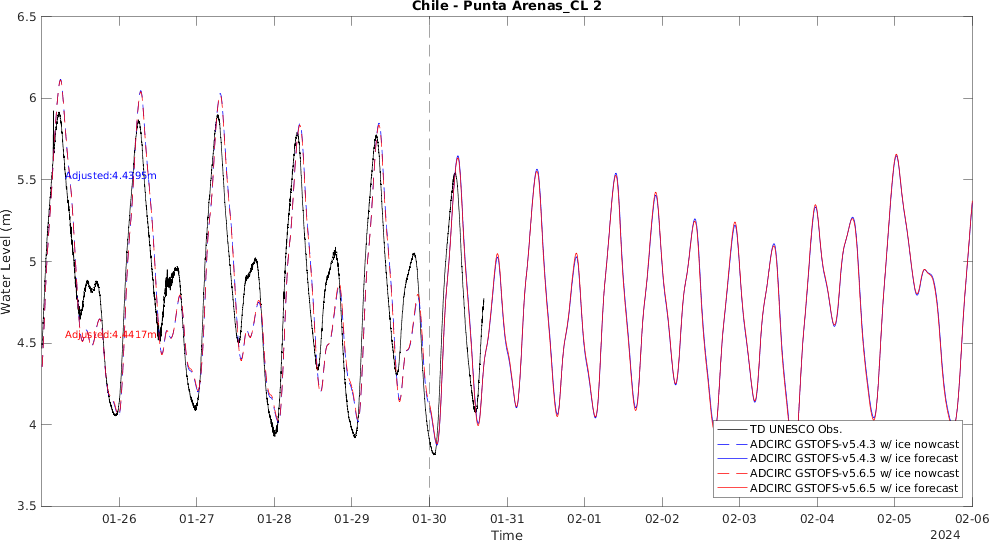 Chile - Punta Arenas_CL 2
6.5
6
5.5
5
4.5
4
3.5
Water Level (m)
Adjusted:4.4395m
Adjusted:4.4417m
TD UNESCO Obs.
ADCIRC GSTOFS-v5.4.3 w/ ice nowcast
ADCIRC GSTOFS-v5.4.3 w/ ice forecast
ADCIRC GSTOFS-v5.6.5 w/ ice nowcast
ADCIRC GSTOFS-v5.6.5 w/ ice forecast
01-26 01-27 01-28 01-29 01-30 01-31 02-01 02-02 02-03 02-04 02-05 02-06
Time
2024